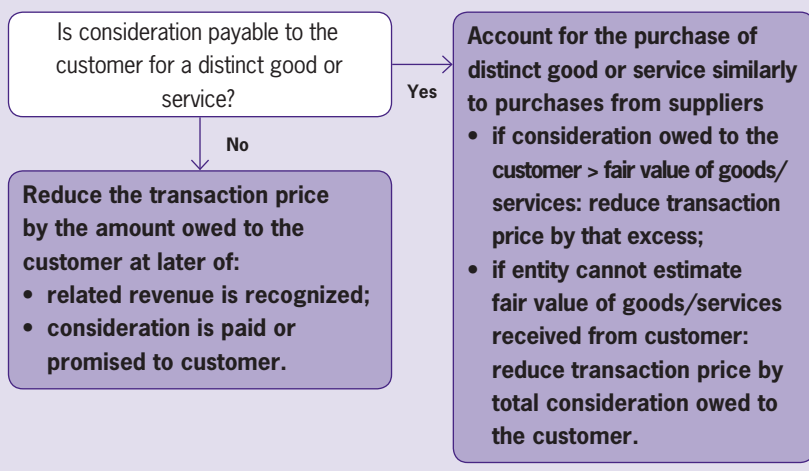 Is consideration payable to the
customer for a distinct good or
service?
Yes
No
Reduce the transaction price
by the amount owed to the
customer at later of:
• related revenue is recognized;
• consideration is paid or
promised to customer.
Account for the purchase of
distinct good or service similarly
to purchases from suppliers
• if consideration owed to the
customer > fair value of goods/
services: reduce transaction
price by that excess;
• if entity cannot estimate
fair value of goods/services
received from customer:
reduce transaction price by
total consideration owed to
the customer.